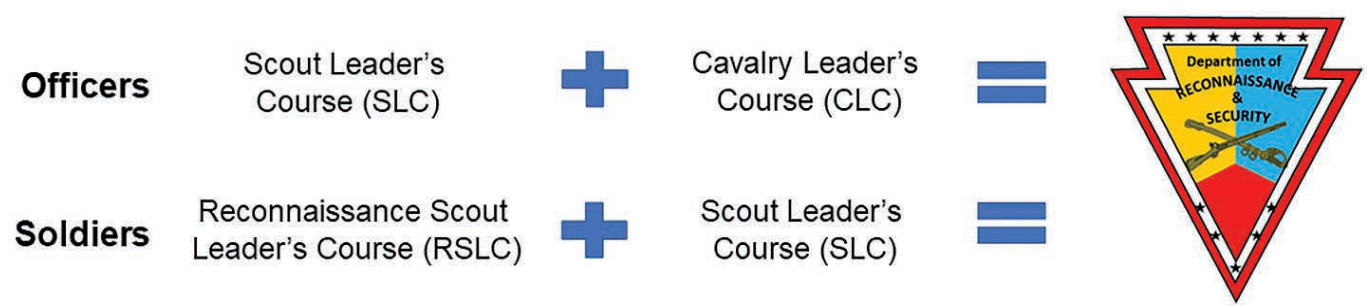 Officers
Scout Leader's
Course (SLC)
Cavalry Leader's
Course (CLC)
Soldiers
Reconnaissance Scout
Leader's Course (RSLC)
Scout Leader's
Course (SLC)
Department of
RECONNAISSANCE
&
SECURITY